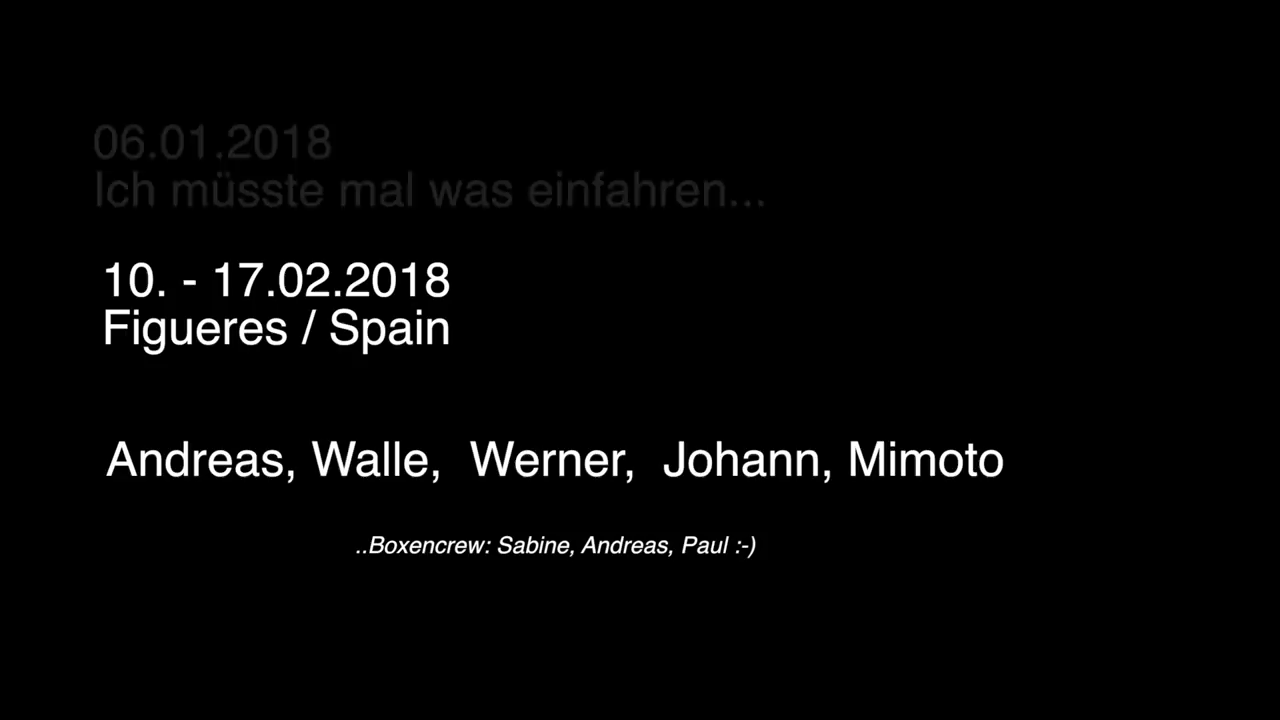 06.01.2018
Ich müsste mal was einfahren...
10. - 17.02.2018
Figueres / Spain
Andreas, Walle, Werner, Johann, Mimoto
..Boxencrew: Sabine, Andreas, Paul :-)